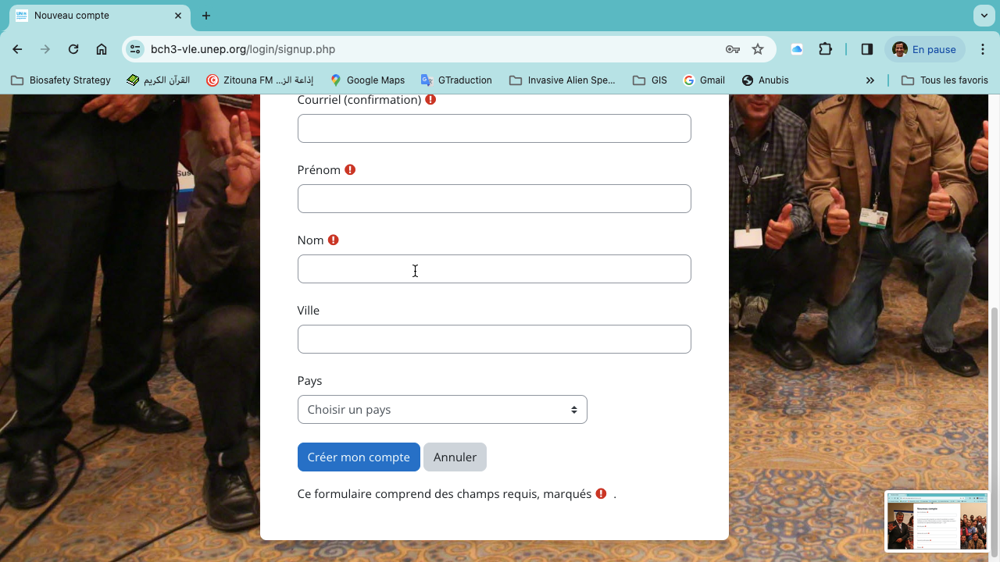 Nouveau compte
bch3-vle.unep.org/login/signup.php
En pause
Biosafety Strategy
القرآن الكريم
Zitouna FM إذاعة الز...
Google Maps
GTraduction
Invasive Alien Spe...
GIS
Gmail
Anubis
Tous les favoris
Courriel (confirmation)
Prénom
Nom
Ville
Pays
Choisir un pays
Créer mon compte
Annuler
Ce formulaire comprend des champs requis, marqués .
Nouveau compte